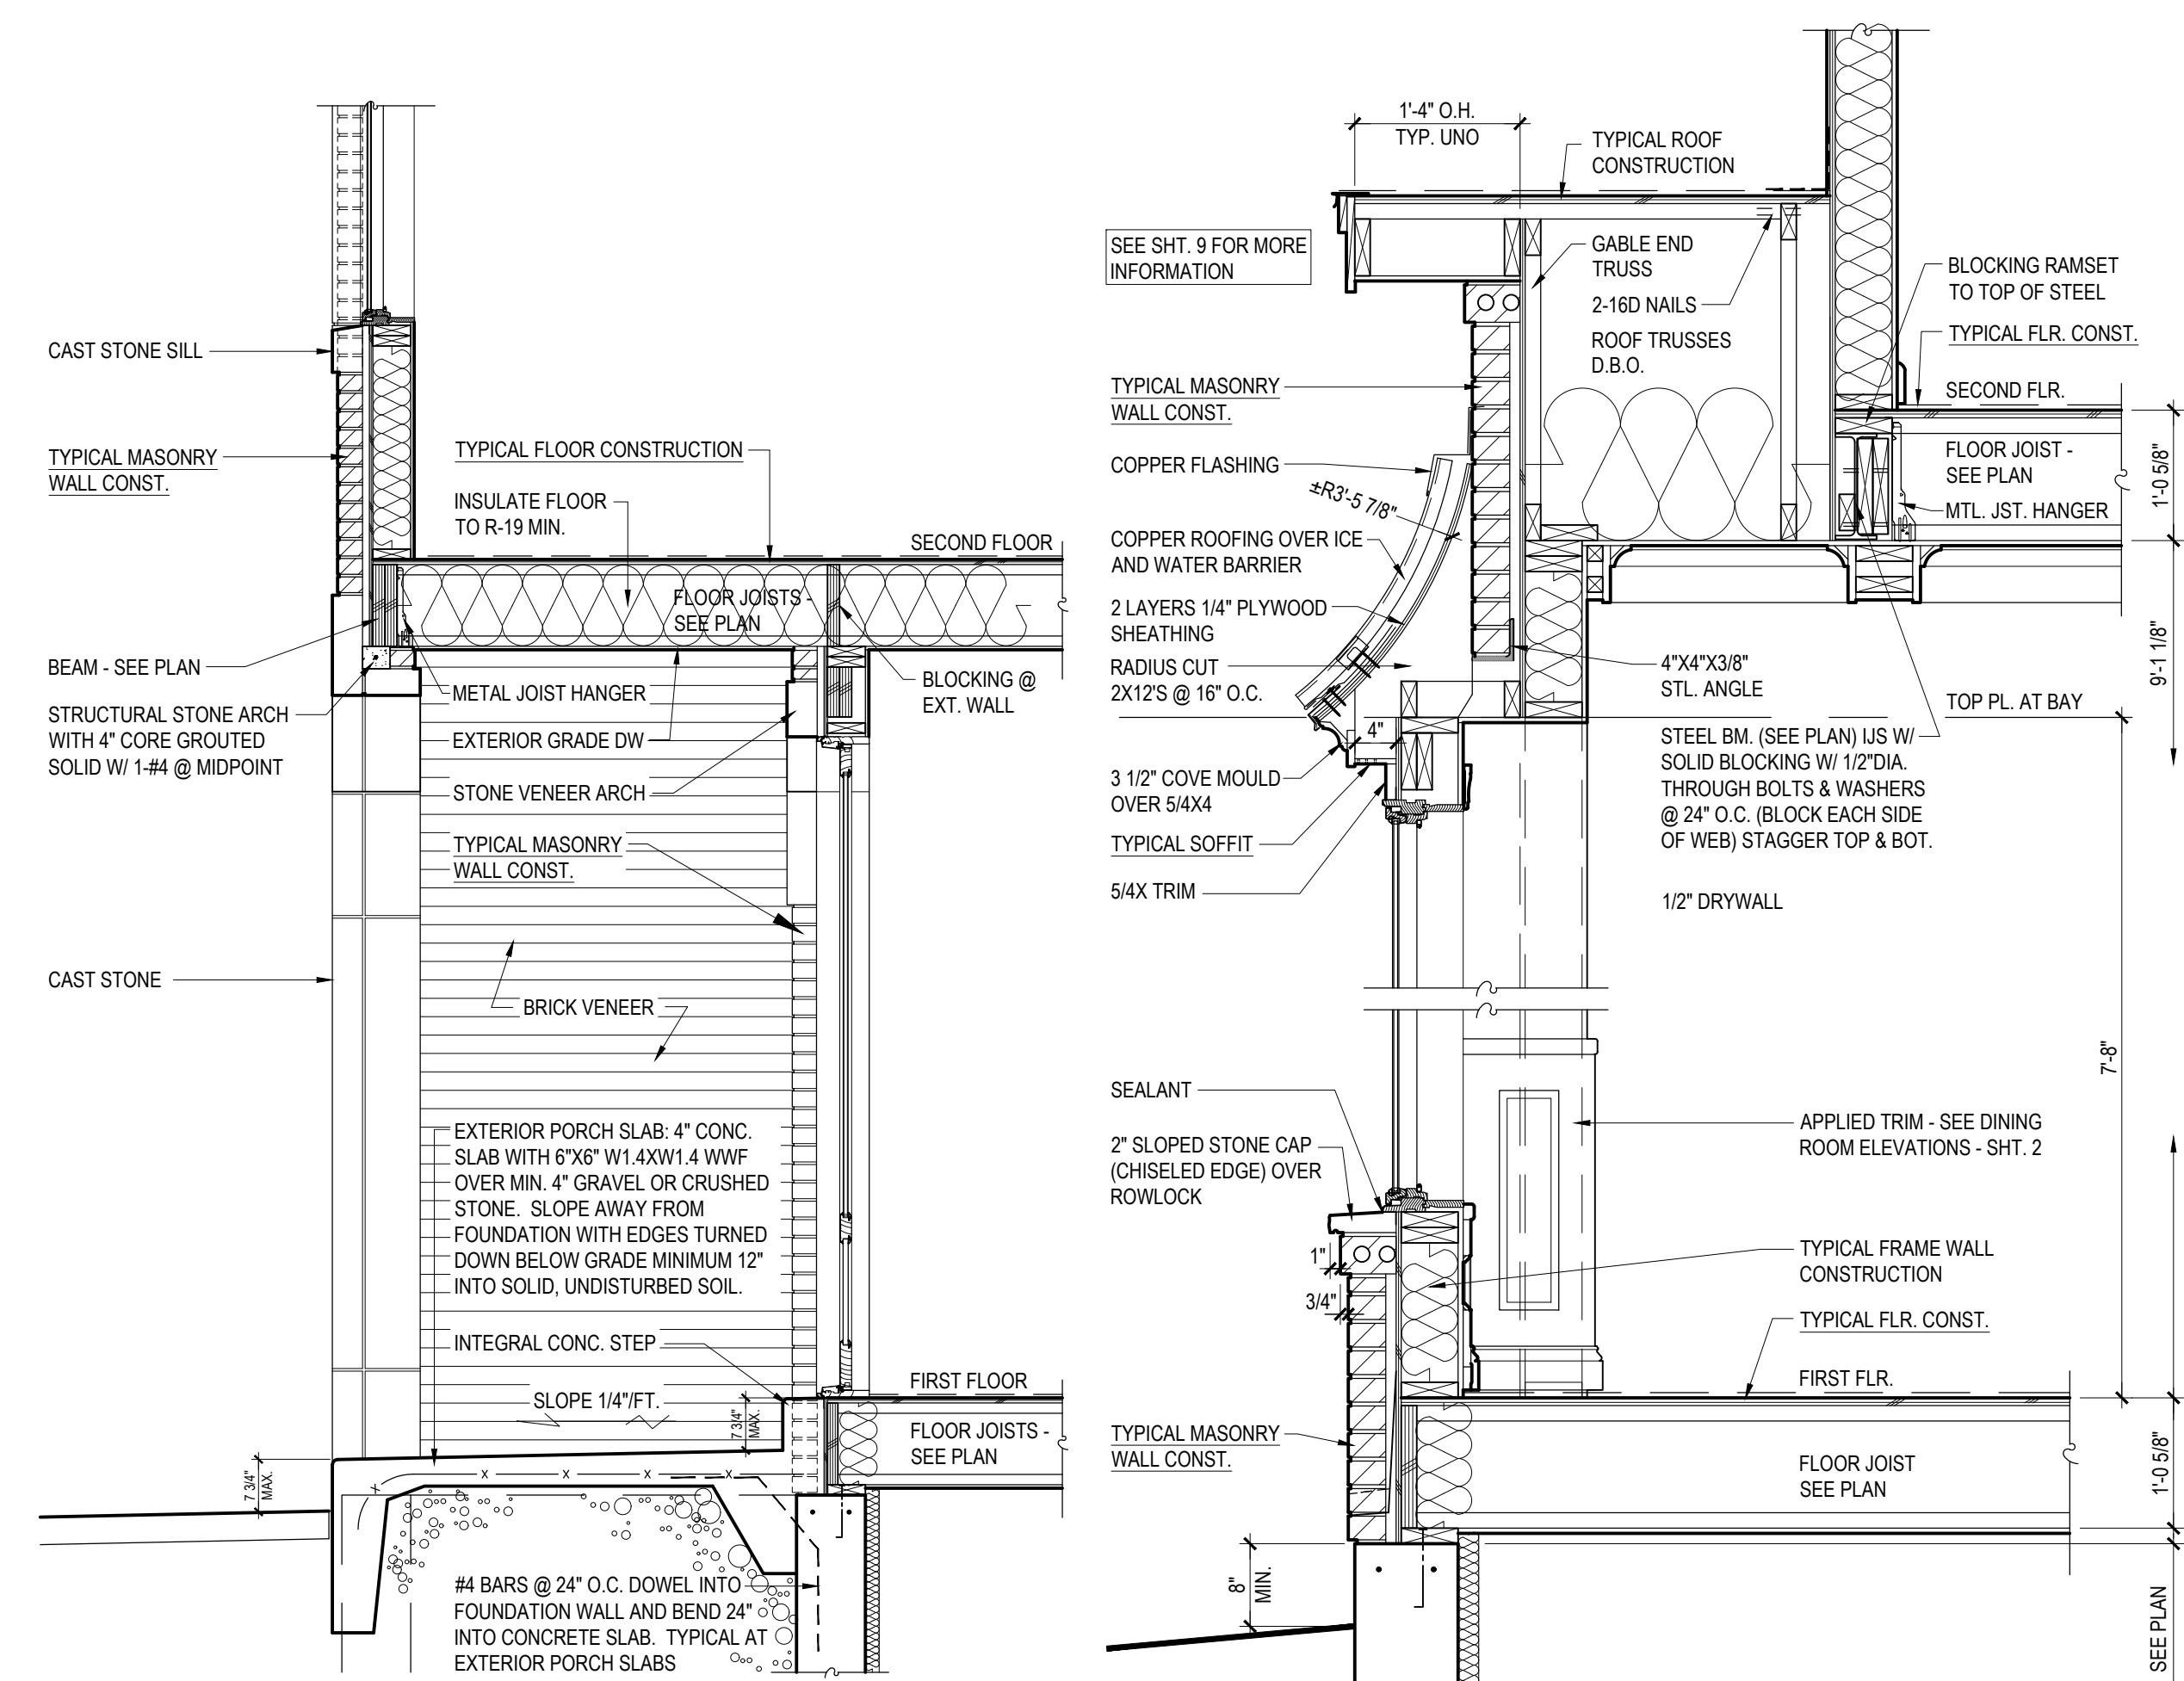 CAST STONE SILL
TYPICAL MASONRY
WALL CONST.
TYPICAL FLOOR CONSTRUCTION
INSULATE FLOOR
TO R-19 MIN.
SECOND FLOOR
FLOOR JOISTS -
SEE PLAN
BEAM - SEE PLAN
METAL JOIST HANGER
BLOCKING @
EXT. WALL
STRUCTURAL STONE ARCH
WITH 4" CORE GROUTED
SOLID W/ 1-#4 @ MIDPOINT
EXTERIOR GRADE DW
STONE VENEER ARCH
TYPICAL MASONRY
WALL CONST.
CAST STONE
BRICK VENEER
EXTERIOR PORCH SLAB: 4" CONC.
SLAB WITH 6"X6" W1.4XW1.4 WWF
OVER MIN. 4" GRAVEL OR CRUSHED
STONE.  SLOPE AWAY FROM
FOUNDATION WITH EDGES TURNED
DOWN BELOW GRADE MINIMUM 12"
INTO SOLID, UNDISTURBED SOIL.
INTEGRAL CONC. STEP
FIRST FLOOR
SLOPE 1/4"/FT.
7 3/4"
MAX.
FLOOR JOISTS -
SEE PLAN
7 3/4"
MAX.
X X X X X
#4 BARS @ 24" O.C. DOWEL INTO
FOUNDATION WALL AND BEND 24"
INTO CONCRETE SLAB.  TYPICAL AT
EXTERIOR PORCH SLABS
1'-4" O.H.
TYP. UNO
TYPICAL ROOF
CONSTRUCTION
SEE SHT. 9 FOR MORE
INFORMATION
GABLE END
TRUSS
2-16D NAILS
ROOF TRUSSES
D.B.O.
BLOCKING RAMSET
TO TOP OF STEEL
TYPICAL FLR. CONST.
SECOND FLR.
TYPICAL MASONRY
WALL CONST.
COPPER FLASHING
±R3'-5 7/8"
FLOOR JOIST -
SEE PLAN
MTL. JST. HANGER
1'-0 5/8"
COPPER ROOFING OVER ICE
AND WATER BARRIER
2 LAYERS 1/4" PLYWOOD
SHEATHING
RADIUS CUT
2X12'S @ 16" O.C.
4"X4"X3/8"
STL. ANGLE
9'-1 1/8"
TOP PL. AT BAY
4"
STEEL BM. (SEE PLAN) IJS W/
SOLID BLOCKING W/ 1/2"DIA.
THROUGH BOLTS & WASHERS
@ 24" O.C. (BLOCK EACH SIDE
OF WEB) STAGGER TOP & BOT.
3 1/2" COVE MOULD
OVER 5/4X4
TYPICAL SOFFIT
5/4X TRIM
1/2" DRYWALL
7'-8"
SEALANT
2" SLOPED STONE CAP
(CHISELED EDGE) OVER
ROWLOCK
APPLIED TRIM - SEE DINING
ROOM ELEVATIONS - SHT. 2
1"
3/4"
TYPICAL FRAME WALL
CONSTRUCTION
TYPICAL FLR. CONST.
FIRST FLR.
TYPICAL MASONRY
WALL CONST.
FLOOR JOIST
SEE PLAN
1'-0 5/8"
8"
MIN.
SEE PLAN